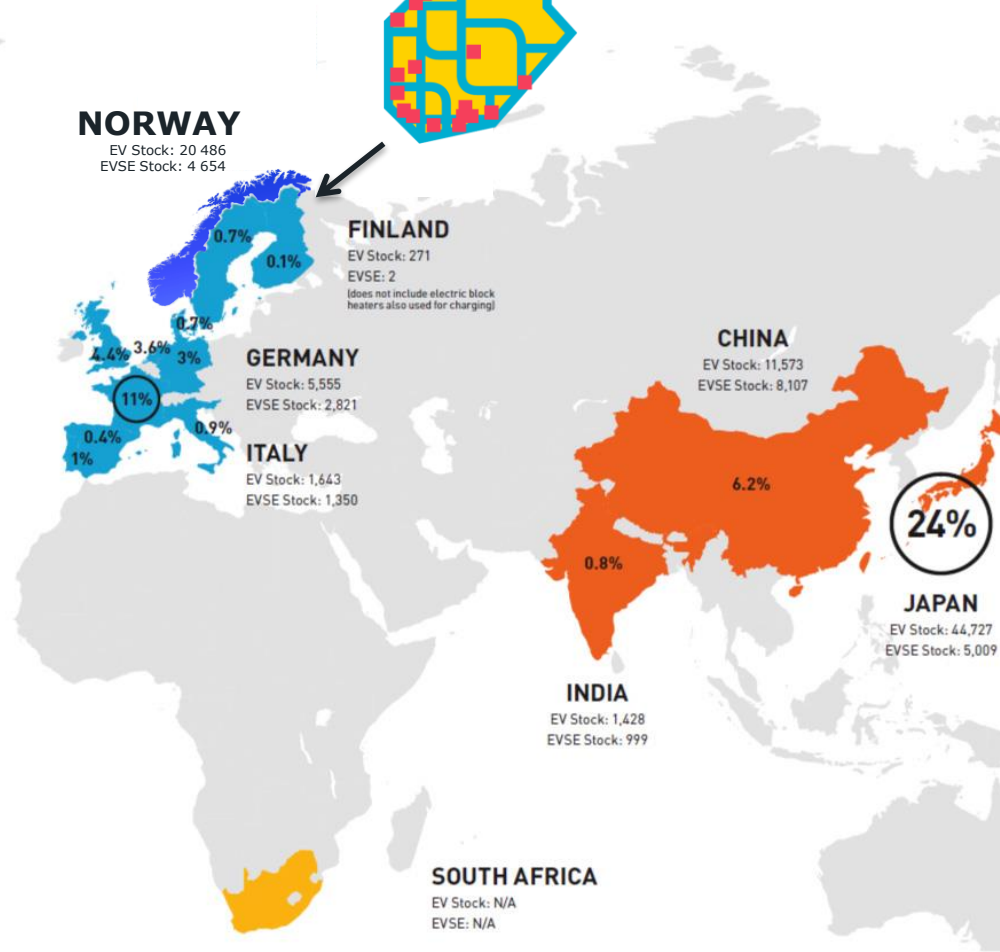 NORWAY
EV Stock: 20 486
EVSE Stock: 4 654
FINLAND
EV Stock: 271
EVSE: 2
(does not include electric block
heaters also used for charging)
0.7%
0.1%
0.7%
4.4%
3.6%
3%
11%
0.4%
1%
0.9%
GERMANY
EV Stock: 5,555
EVSE Stock: 2,821
ITALY
EV Stock: 1,643
EVSE Stock: 1,350
CHINA
EV Stock: 11,573
EVSE Stock: 8,107
6.2%
0.8%
24%
JAPAN
EV Stock: 44,727
EVSE Stock: 5,009
INDIA
EV Stock: 1,428
EVSE Stock: 999
SOUTH AFRICA
EV Stock: N/A
EVSE: N/A